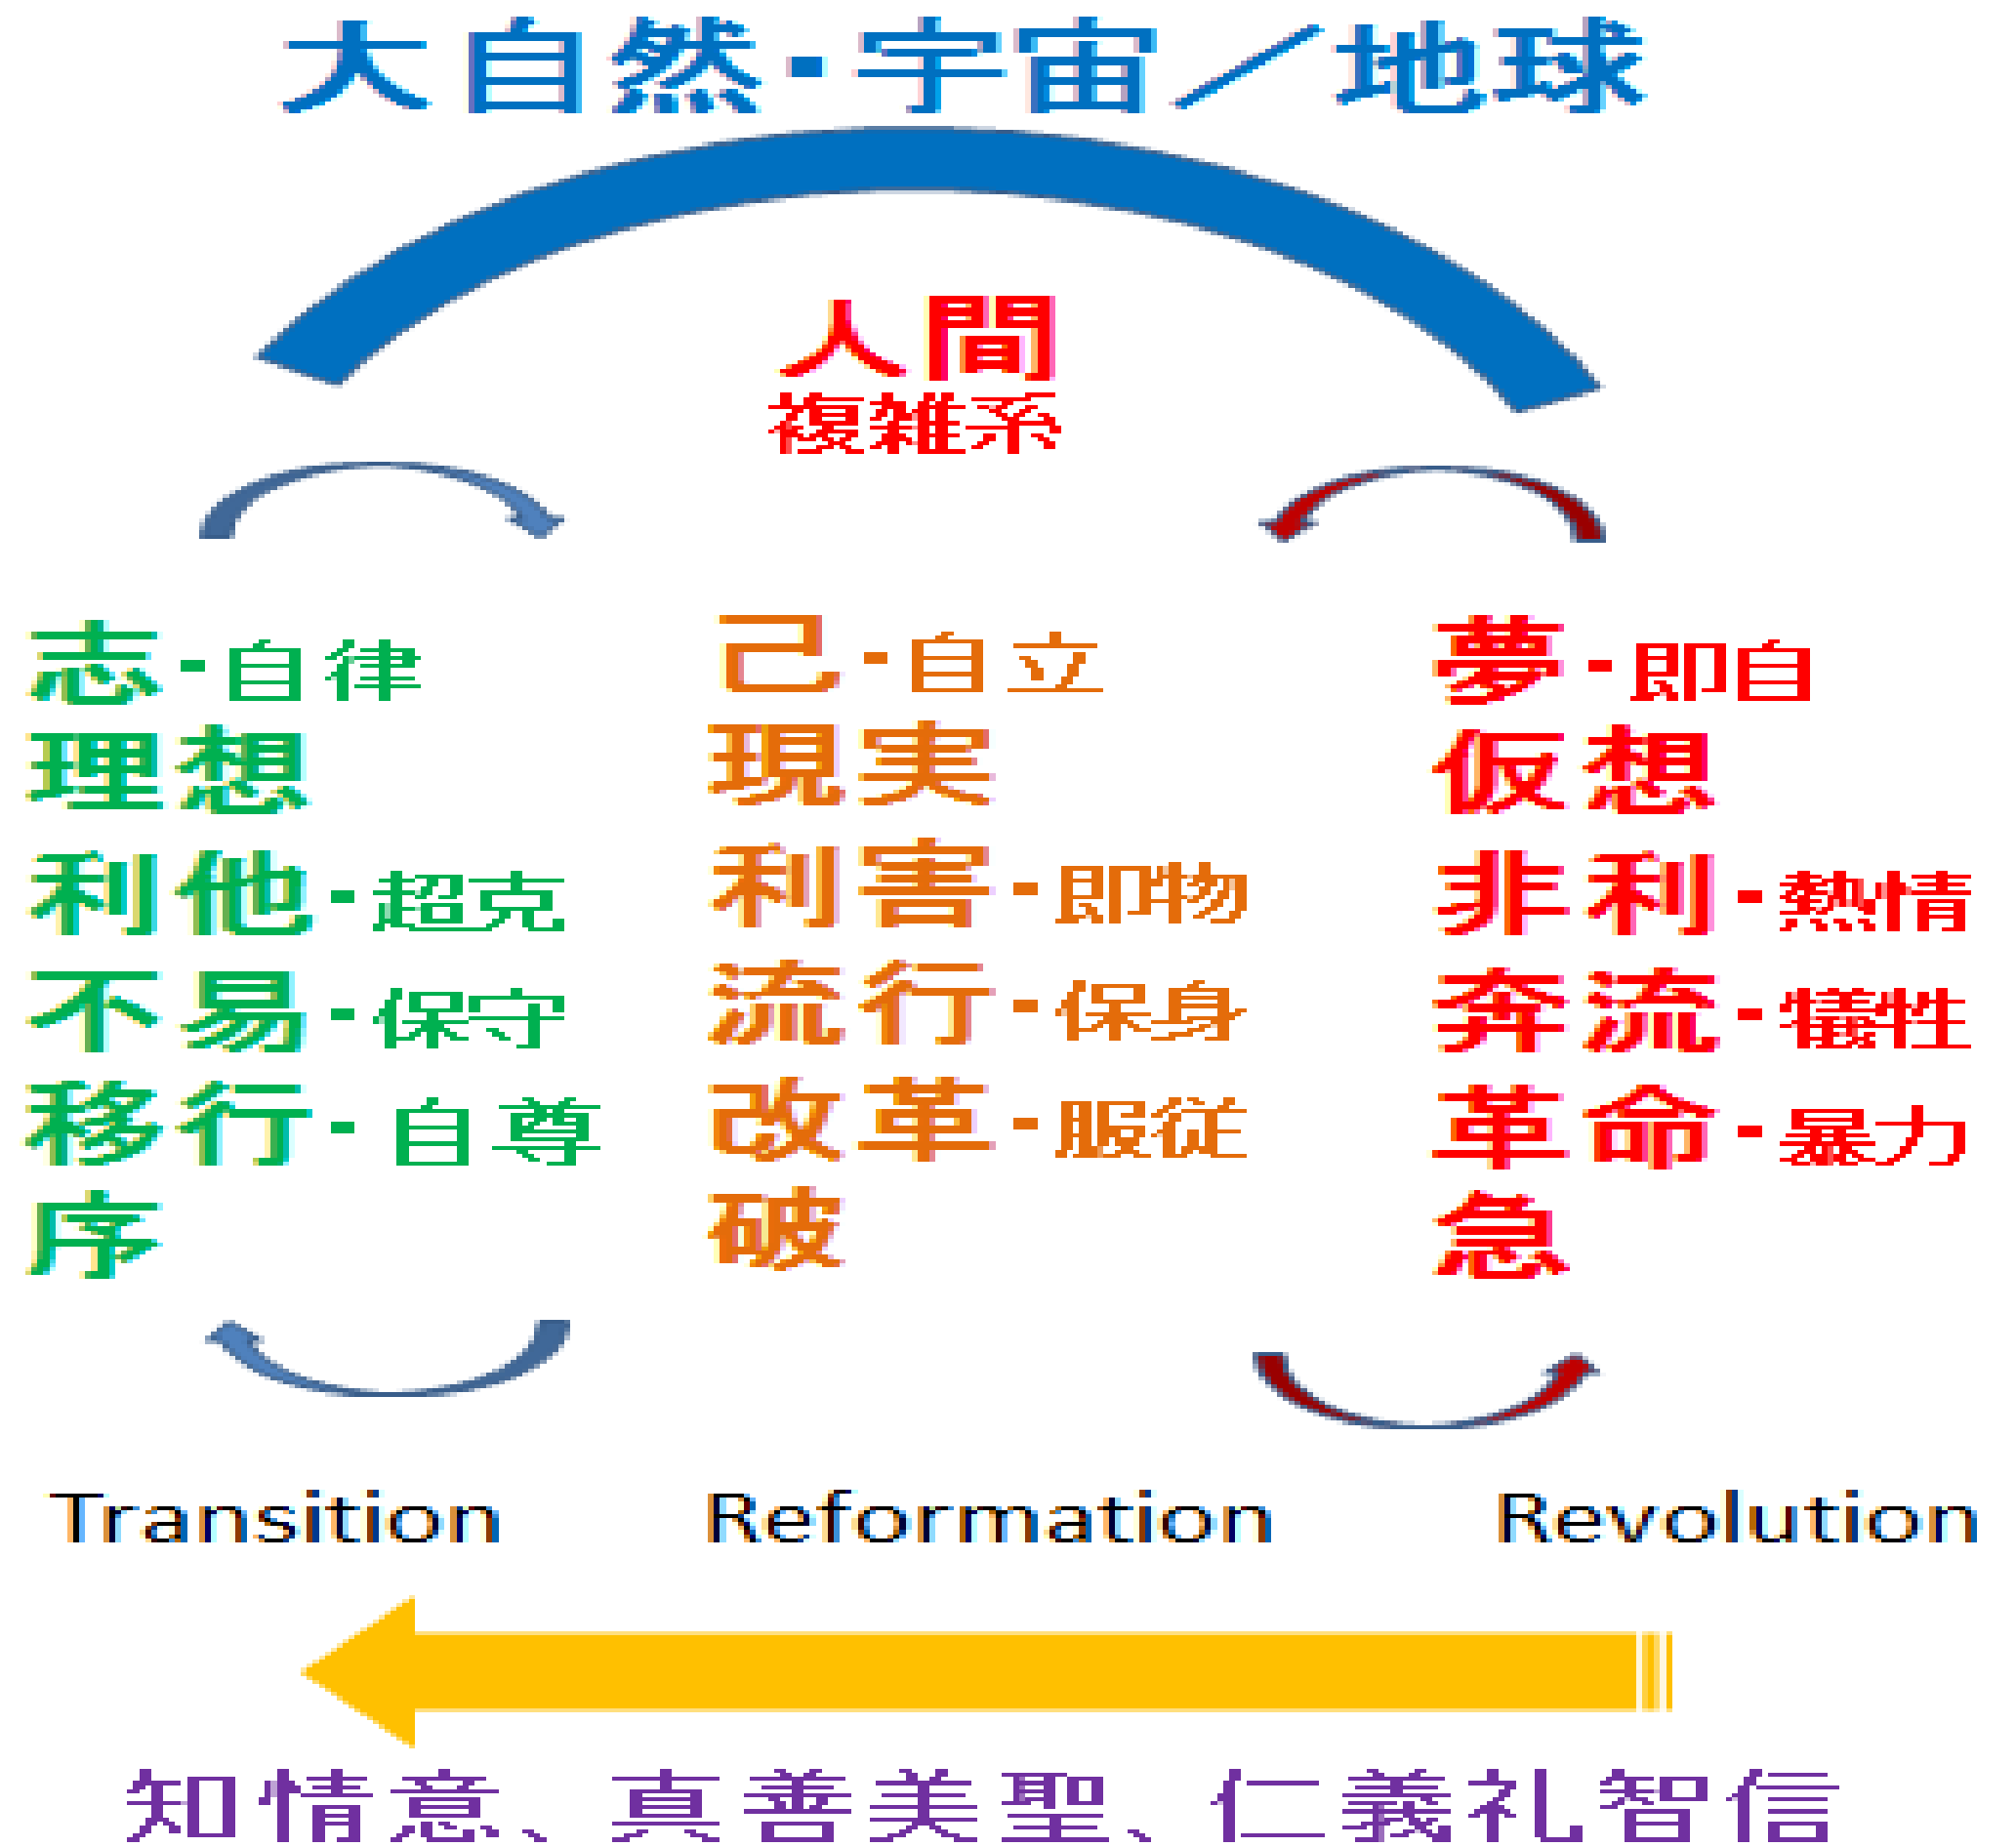 大自然・宇宙／地球
人間
複雑系
志・自律
理想
利他・超克
不易・保守
移行・自尊
序
己・自立
現実
利害・即物
流行・保身
改革・服従
破
夢・即自
仮想
非利・熱情
奔流・犠牲
革命・暴力
急
Transition
Reformation
Revolution
知情意、真善美聖、仁義礼智信